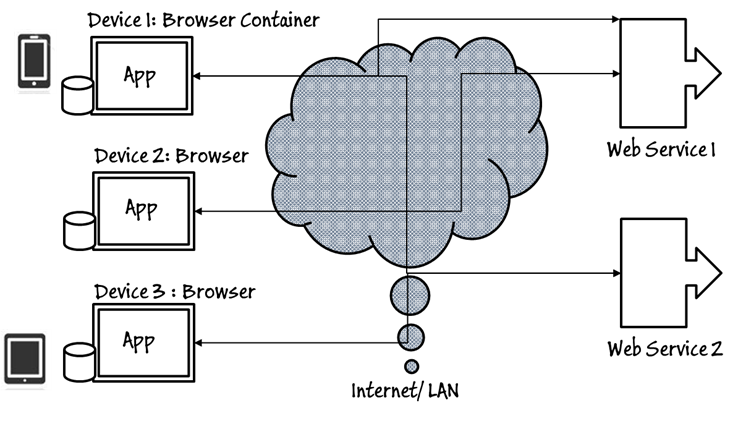 Device 1: Browser Container
App
Web Service 1
Device 2: Browser
App
Device 3 : Browser
App
Web Service 2
Internet/ LAN